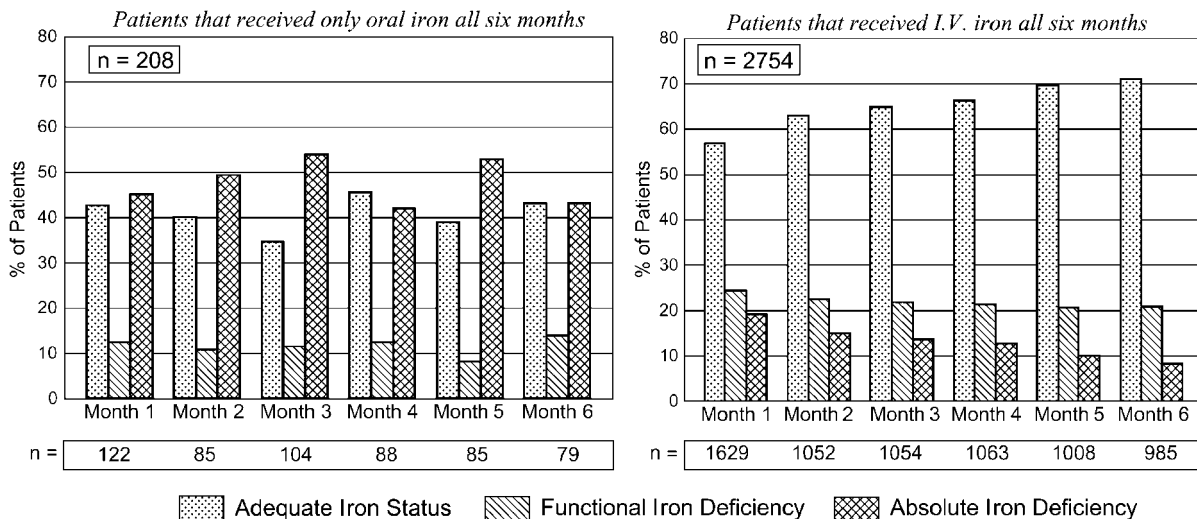 Patients that received only oral iron all six months
n = 208
% of Patients
80
70
60
50
40
30
20
10
0
Month 1 Month 2 Month 3 Month 4 Month 5 Month 6
n = 122 85 104 88 85 79
Patients that received I.V. iron all six months
n = 2754
% of Patients
80
70
60
50
40
30
20
10
0
Month 1 Month 2 Month 3 Month 4 Month 5 Month 6
n = 1629 1052 1054 1063 1008 985
Adequate Iron Status Functional Iron Deficiency Absolute Iron Deficiency